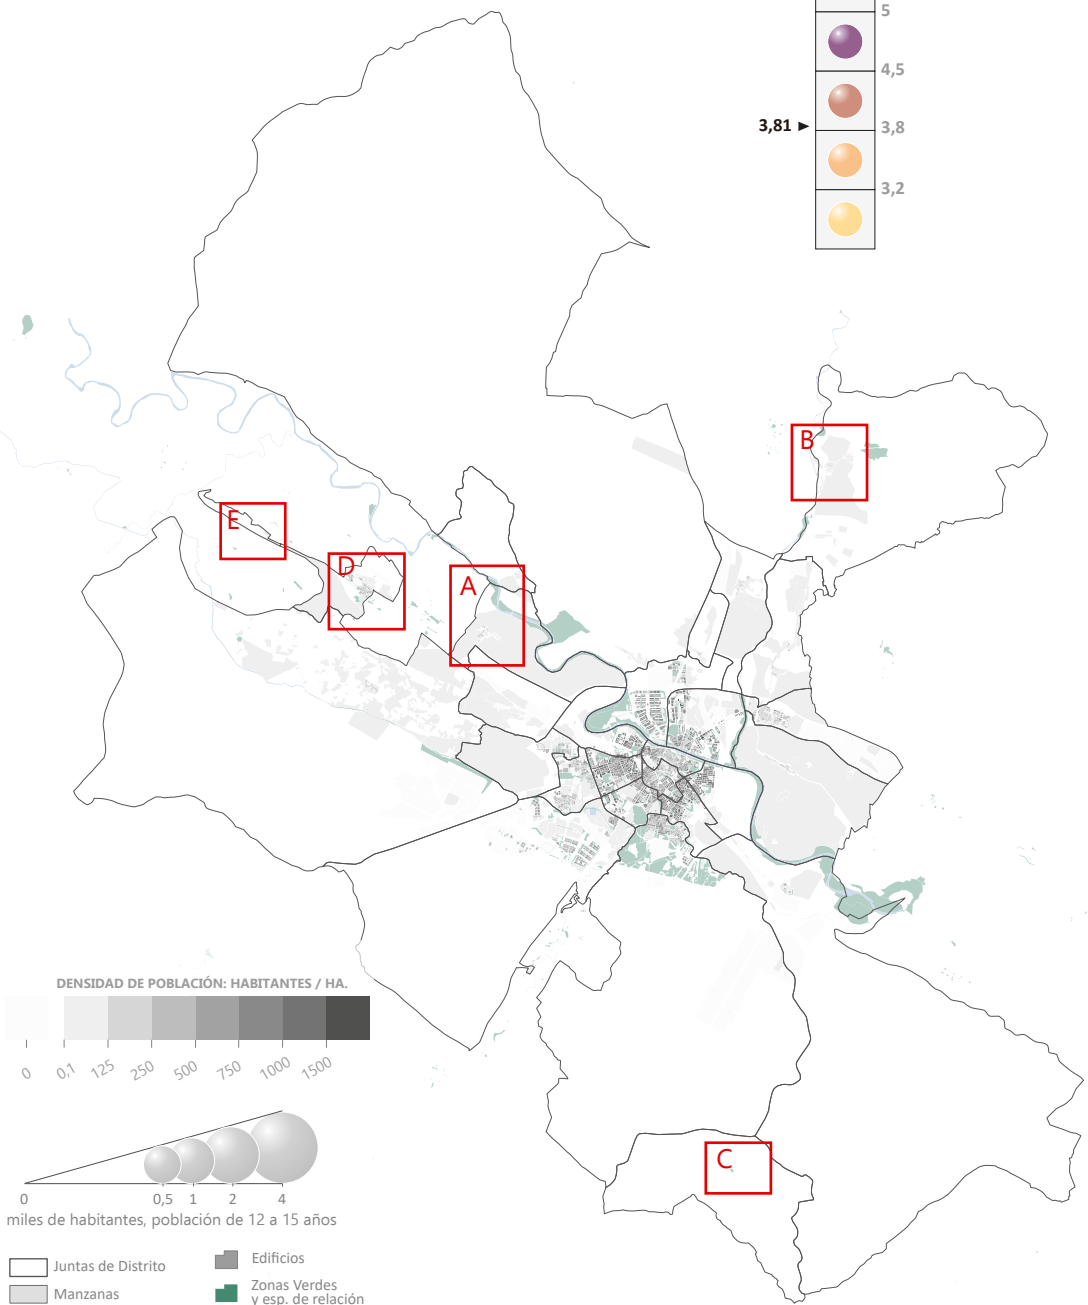 5
4,5
3,81
3,8
3,2
B
E
D
A
C
DENSIDAD DE POBLACIÓN: HABITANTES / HA.
0 0,1 125 250 500 750 1000 1500
0 0,5 1 2 4
miles de habitantes, población de 12 a 15 años
Juntas de Distrito
Edificios
Manzanas
Zonas Verdes
y esp. de relación